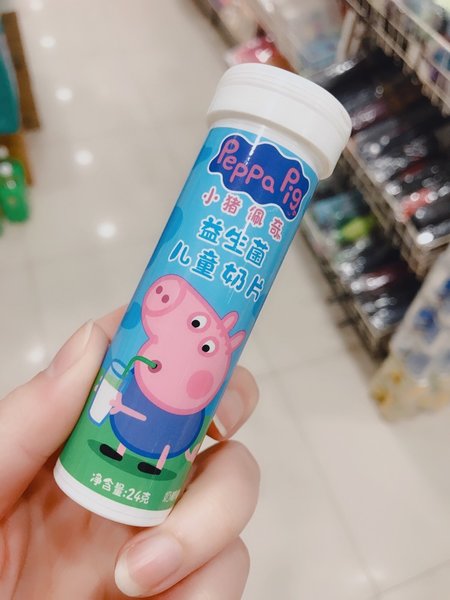 Peppa Pig
小猪佩奇
益生菌
儿童奶片
净含量:24克